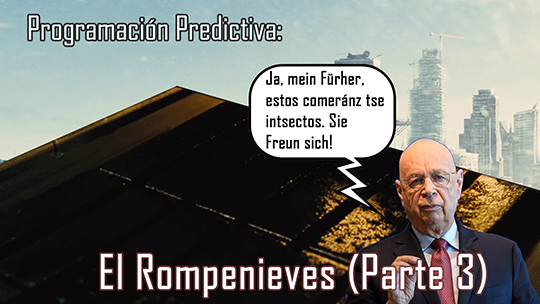 Programación Predictiva:
Ja, mein Fürher,
estos comeránz tse
intsectos. Sie
Freun sich!
El Rompenieves (Parte 3)